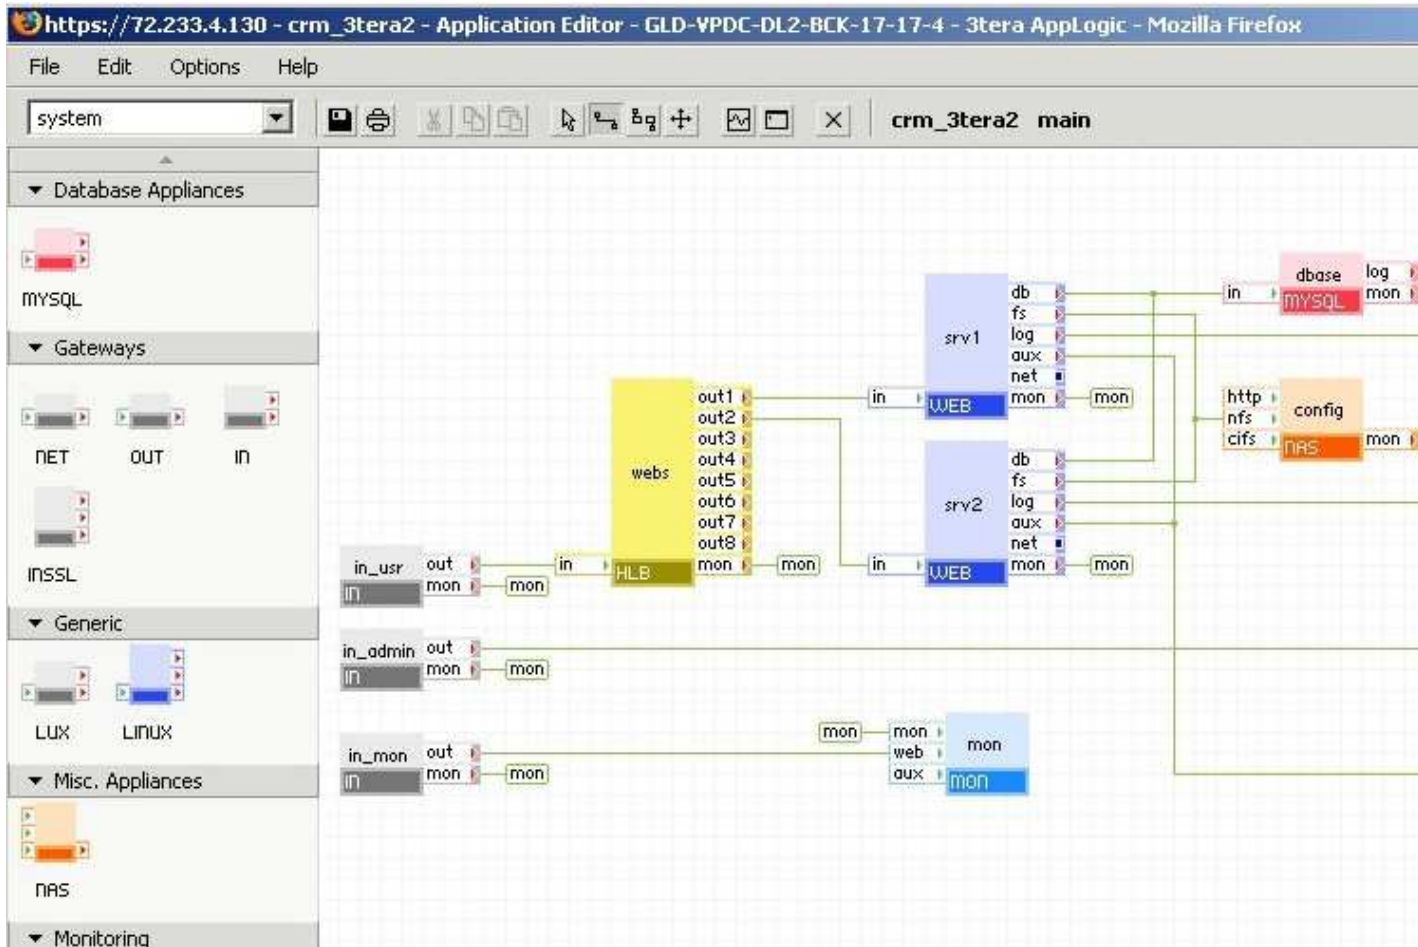 https://72.233.4.130 - crm_3tera2 - Application Editor - GLD-VPDC-DL2-BCK-17-17-4 - 3tera AppLogic - Mozilla Firefox
File Edit Options Help
system
crm_3tera2 main
Database Appliances
MYSQL
Gateways
NET OUT IN
INSSL
Generic
LUX LINUX
Misc. Appliances
NAS
Monitoring
in_usr
IN
out
mon
mon
in_admin
IN
out
mon
mon
in_mon
IN
out
mon
mon
in
webs
HLB
out1
out2
out3
out4
out5
out6
out7
out8
mon
mon
in
srv1
WEB
db
fs
log
aux
net
mon
mon
in
srv2
WEB
db
fs
log
aux
net
mon
mon
mon
mon
web
aux
mon
MON
in
dbase
MYSQL
log
mon
http
nfs
cifs
config
NAS
mon